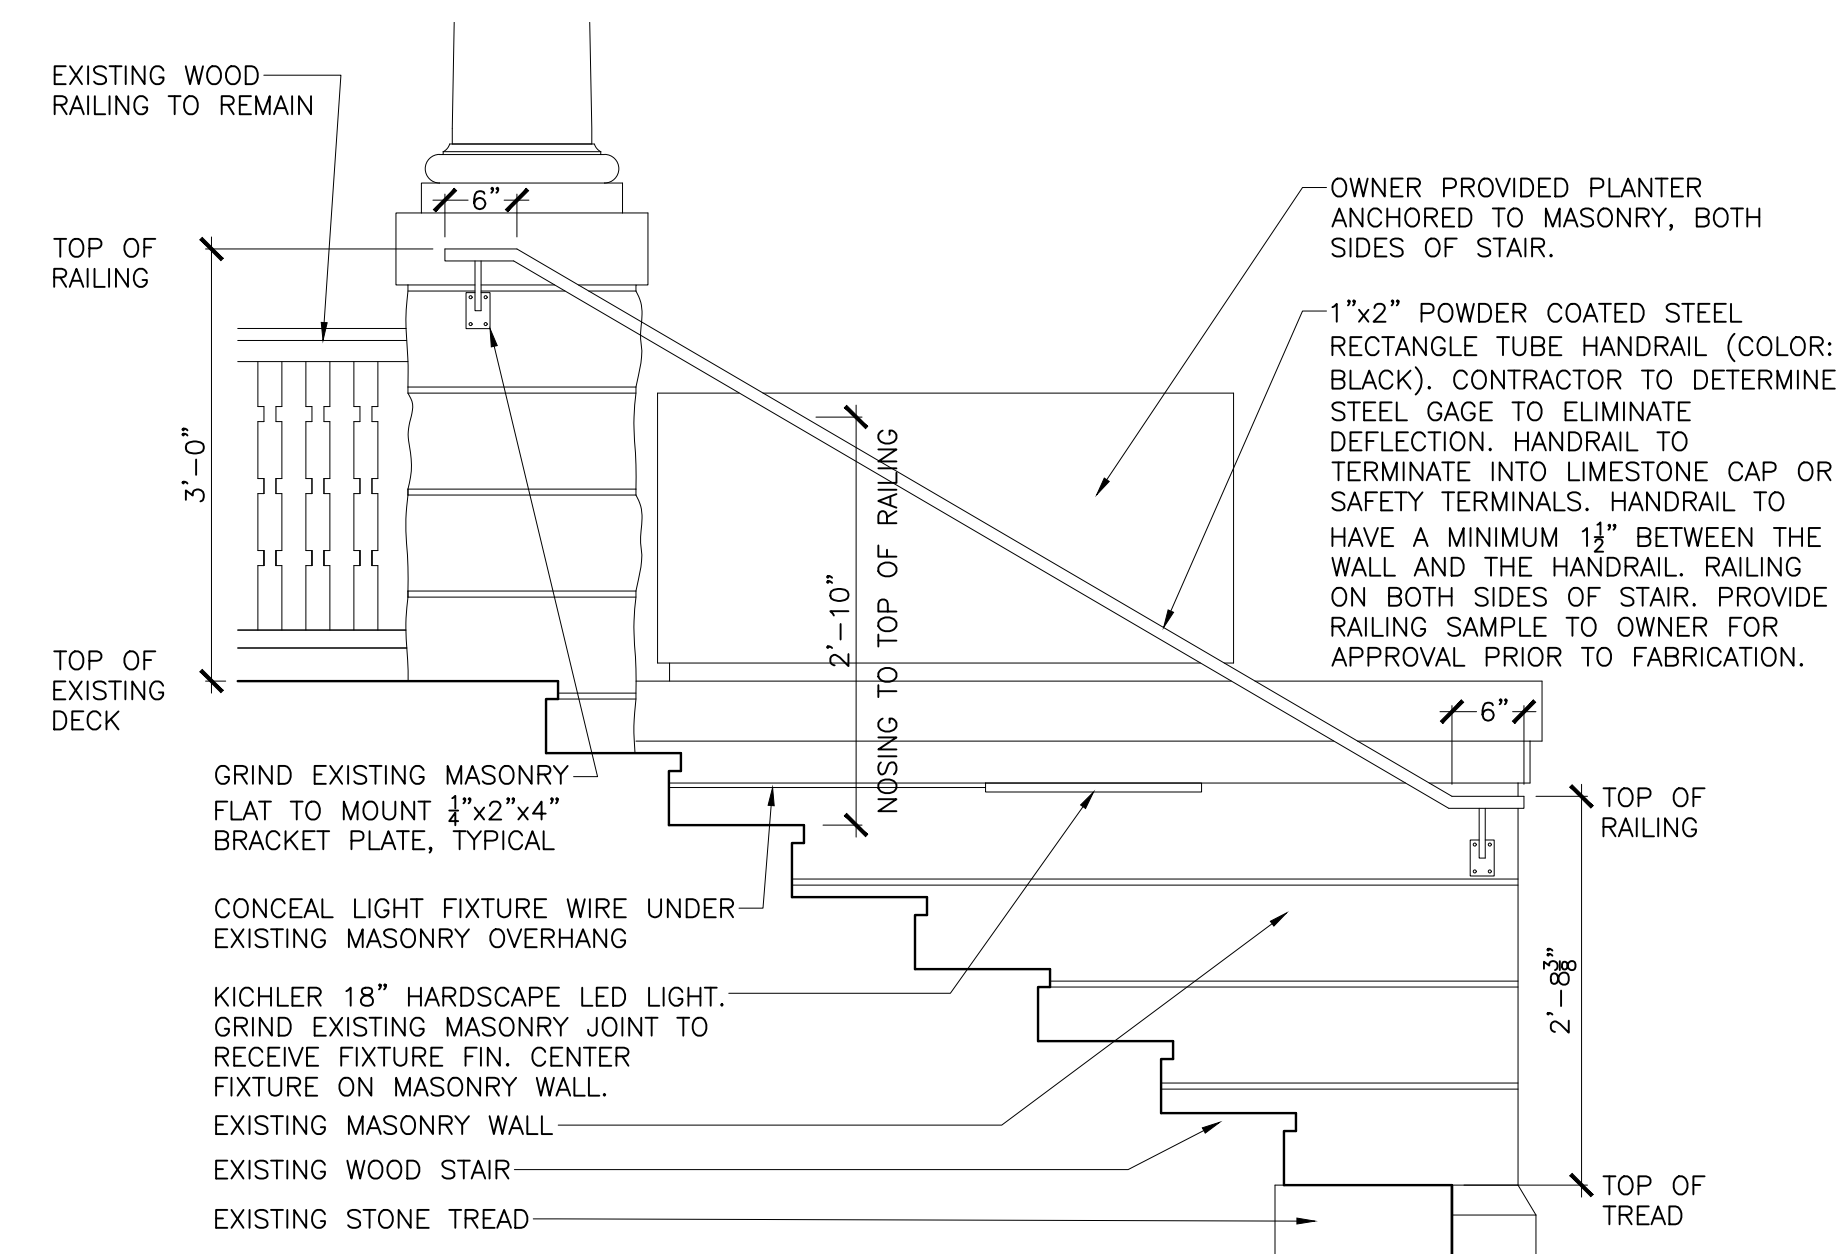 EXISTING WOOD
RAILING TO REMAIN
6"
TOP OF
RAILING
3'-0"
TOP OF
EXISTING
DECK
OWNER PROVIDED PLANTER
ANCHORED TO MASONRY, BOTH
SIDES OF STAIR.
1"x2" POWDER COATED STEEL
RECTANGLE TUBE HANDRAIL (COLOR:
BLACK). CONTRACTOR TO DETERMINE
STEEL GAGE TO ELIMINATE
DEFLECTION. HANDRAIL TO
TERMINATE INTO LIMESTONE CAP OR
SAFETY TERMINALS. HANDRAIL TO
HAVE A MINIMUM 1½" BETWEEN THE
WALL AND THE HANDRAIL. RAILING
ON BOTH SIDES OF STAIR. PROVIDE
RAILING SAMPLE TO OWNER FOR
APPROVAL PRIOR TO FABRICATION.
2'-10"
NOSING TO TOP OF RAILING
6"
GRIND EXISTING MASONRY
FLAT TO MOUNT ¼"x2"x4"
BRACKET PLATE, TYPICAL
TOP OF
RAILING
CONCEAL LIGHT FIXTURE WIRE UNDER
EXISTING MASONRY OVERHANG
KICHLER 18" HARDSCAPE LED LIGHT.
GRIND EXISTING MASONRY JOINT TO
RECEIVE FIXTURE FIN. CENTER
FIXTURE ON MASONRY WALL.
2'-8⅜"
EXISTING MASONRY WALL
EXISTING WOOD STAIR
EXISTING STONE TREAD
TOP OF
TREAD